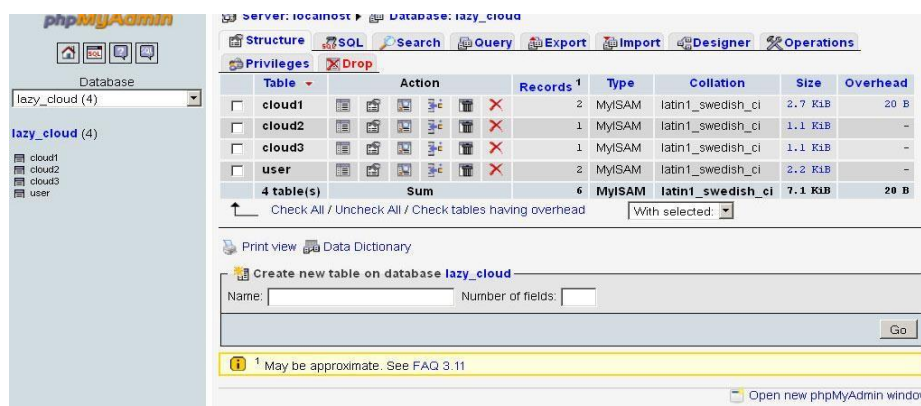 phpMyAdmin
Database
lazy_cloud (4)
lazy_cloud (4)
cloud1
cloud2
cloud3
user
Server: localhost ▸ Database: lazy_cloud
Structure SQL Search Query Export Import Designer Operations
Privileges Drop
Table Action Records 1 Type Collation Size Overhead
cloud1 2 MyISAM latin1_swedish_ci 2.7 KiB 20 B
cloud2 1 MyISAM latin1_swedish_ci 1.1 KiB -
cloud3 1 MyISAM latin1_swedish_ci 1.1 KiB -
user 2 MyISAM latin1_swedish_ci 2.2 KiB -
4 table(s) Sum 6 MyISAM latin1_swedish_ci 7.1 KiB 20 B
Check All / Uncheck All / Check tables having overhead With selected:
Print view Data Dictionary
Create new table on database lazy_cloud
Name: Number of fields:
Go
1 May be approximate. See FAQ 3.11
Open new phpMyAdmin windo